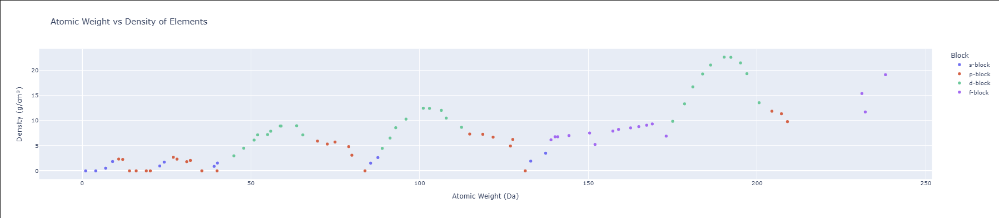 Atomic Weight vs Density of Elements
Block
s-block
p-block
d-block
f-block
Density (g/cm³)
20
15
10
5
0
0 50 100 150 200 250
Atomic Weight (Da)